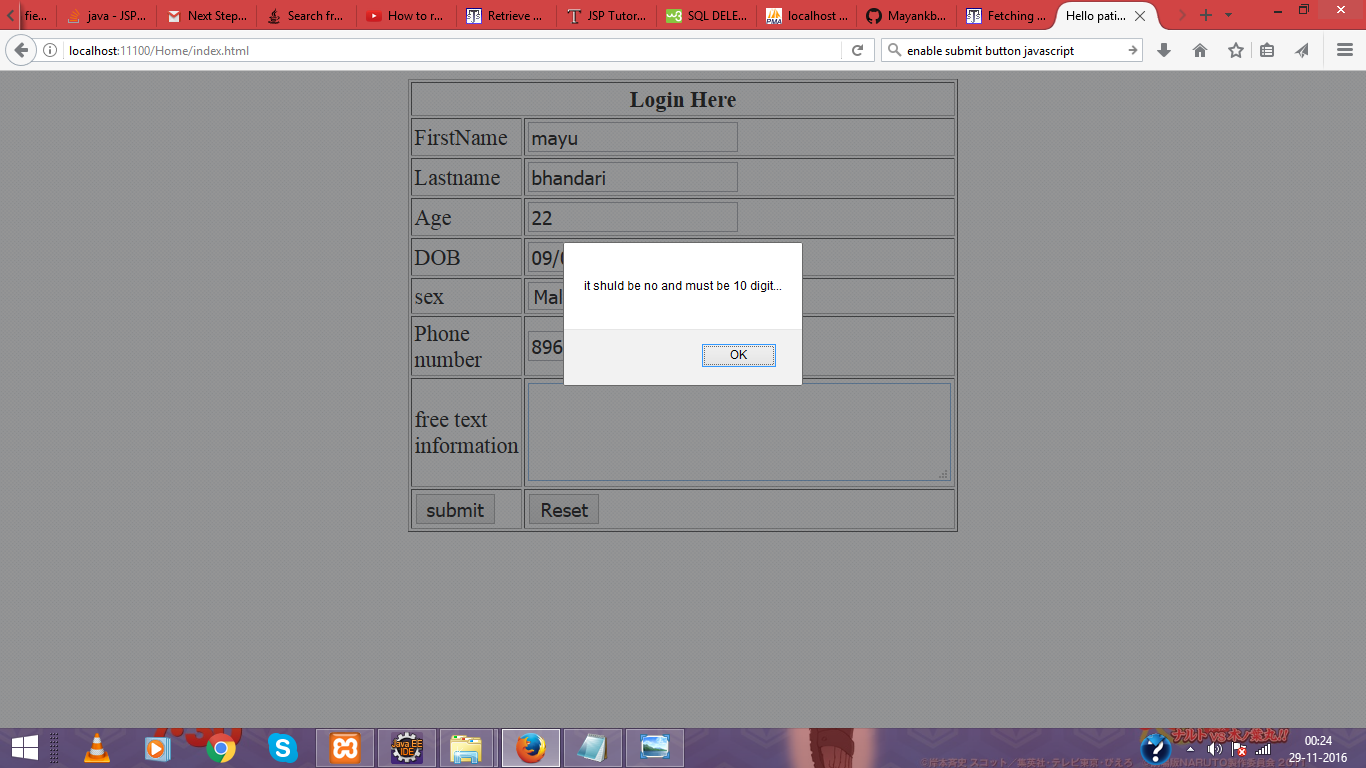 fie...
java - JSP...
Next Step...
Search fr...
How to r...
Retrieve ...
JSP Tutor...
SQL DELE...
localhost ...
Mayankb...
Fetching ...
Hello pati...
localhost:11100/Home/index.html
enable submit button javascript
Login Here
FirstName
mayu
Lastname
bhandari
Age
22
DOB
09/
sex
Mal
Phone
number
896
free text
information
it shuld be no and must be 10 digit...
OK
submit
Reset
Java EE
IDE
00:24
29-11-2016